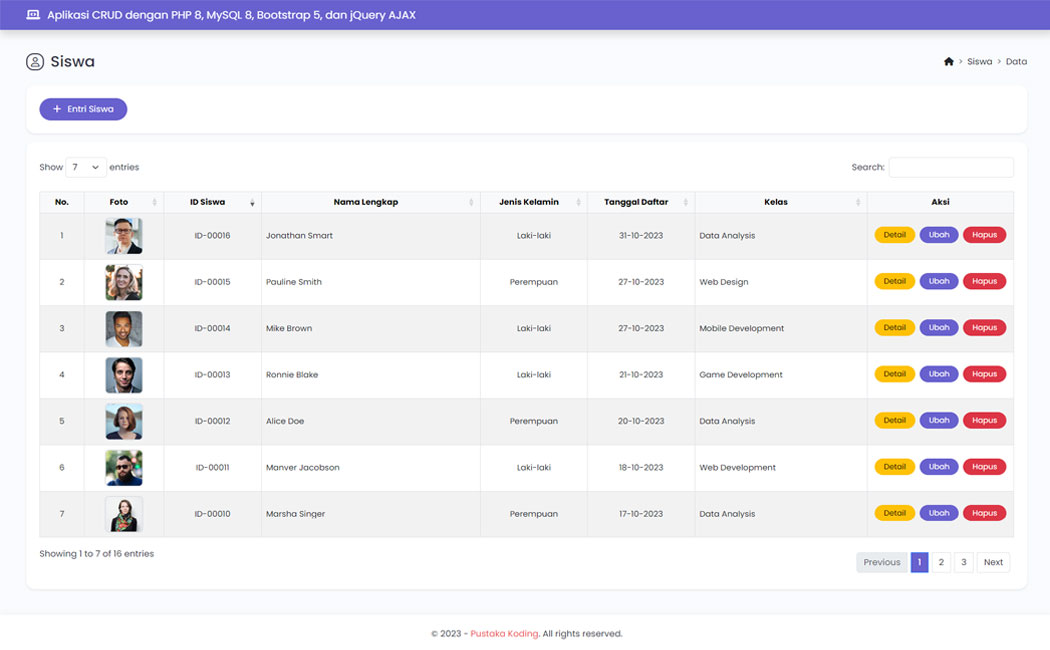 Aplikasi CRUD dengan PHP 8, MySQL 8, Bootstrap 5, dan jQuery AJAX
Siswa
> Siswa > Data
+ Entri Siswa
Show 7 entries
Search:
No. Foto ID Siswa Nama Lengkap Jenis Kelamin Tanggal Daftar Kelas Aksi
1 ID-00016 Jonathan Smart Laki-laki 31-10-2023 Data Analysis Detail Ubah Hapus
2 ID-00015 Pauline Smith Perempuan 27-10-2023 Web Design Detail Ubah Hapus
3 ID-00014 Mike Brown Laki-laki 27-10-2023 Mobile Development Detail Ubah Hapus
4 ID-00013 Ronnie Blake Laki-laki 21-10-2023 Game Development Detail Ubah Hapus
5 ID-00012 Alice Doe Perempuan 20-10-2023 Data Analysis Detail Ubah Hapus
6 ID-00011 Manver Jacobson Laki-laki 18-10-2023 Web Development Detail Ubah Hapus
7 ID-00010 Marsha Singer Perempuan 17-10-2023 Data Analysis Detail Ubah Hapus
Showing 1 to 7 of 16 entries
Previous 1 2 3 Next
© 2023 - Pustaka Koding. All rights reserved.